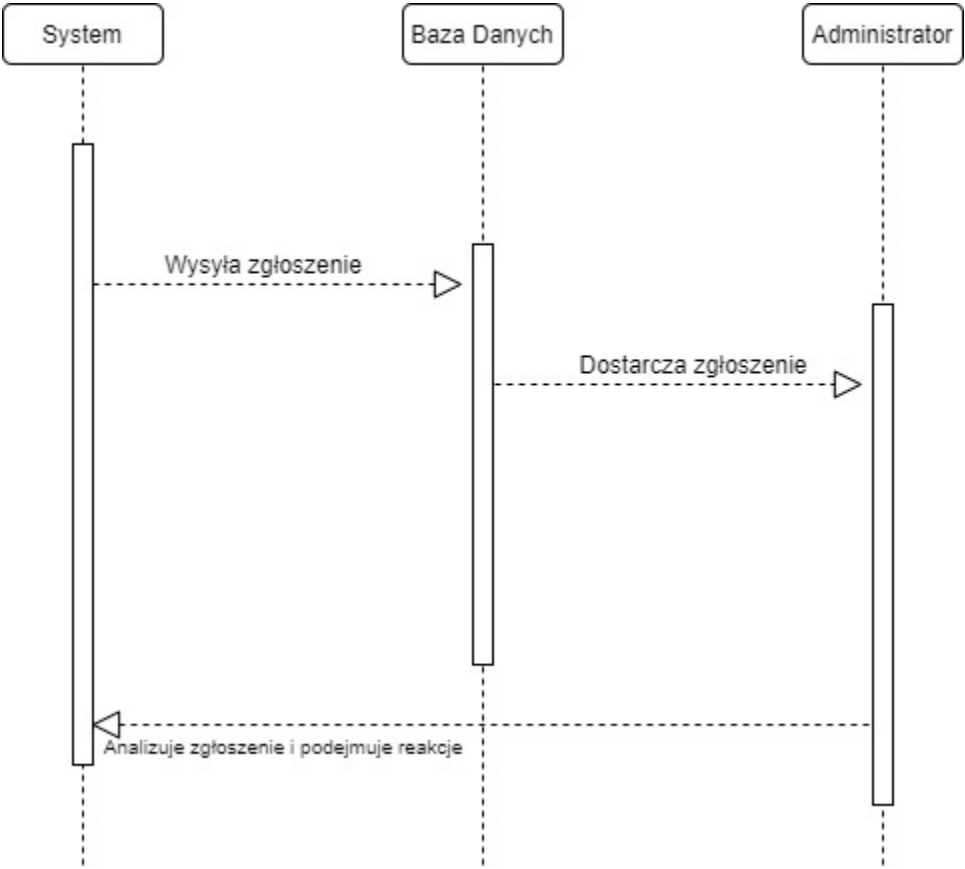 System
Baza Danych
Administrator
Wysyła zgłoszenie
Dostarcza zgłoszenie
Analizuje zgłoszenie i podejmuje reakcje